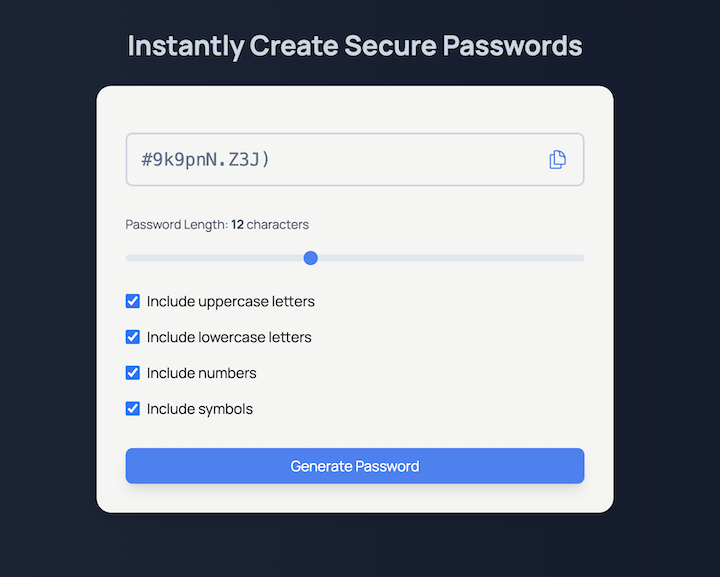 Instantly Create Secure Passwords
#9k9pnN.Z3J)
Password Length: 12 characters
Include uppercase letters
Include lowercase letters
Include numbers
Include symbols
Generate Password